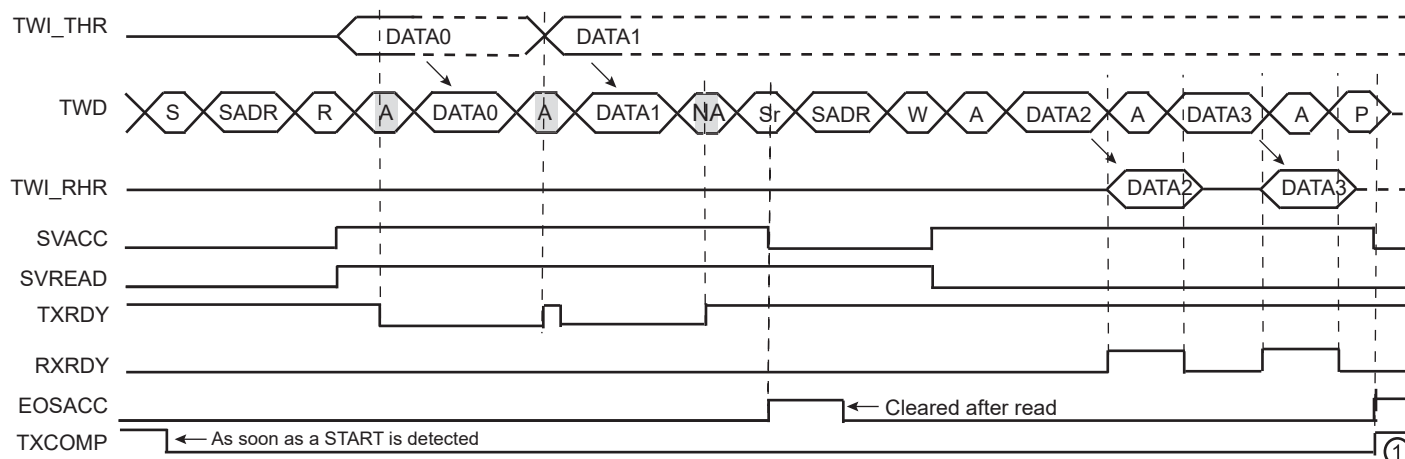 TWI_THR DATA0 DATA1
TWD S SADR R A DATA0 A DATA1 NA Sr SADR W A DATA2 A DATA3 A P
TWI_RHR DATA2 DATA3
SVACC
SVREAD
TXRDY
RXRDY
EOSACC Cleared after read
TXCOMP As soon as a START is detected 1